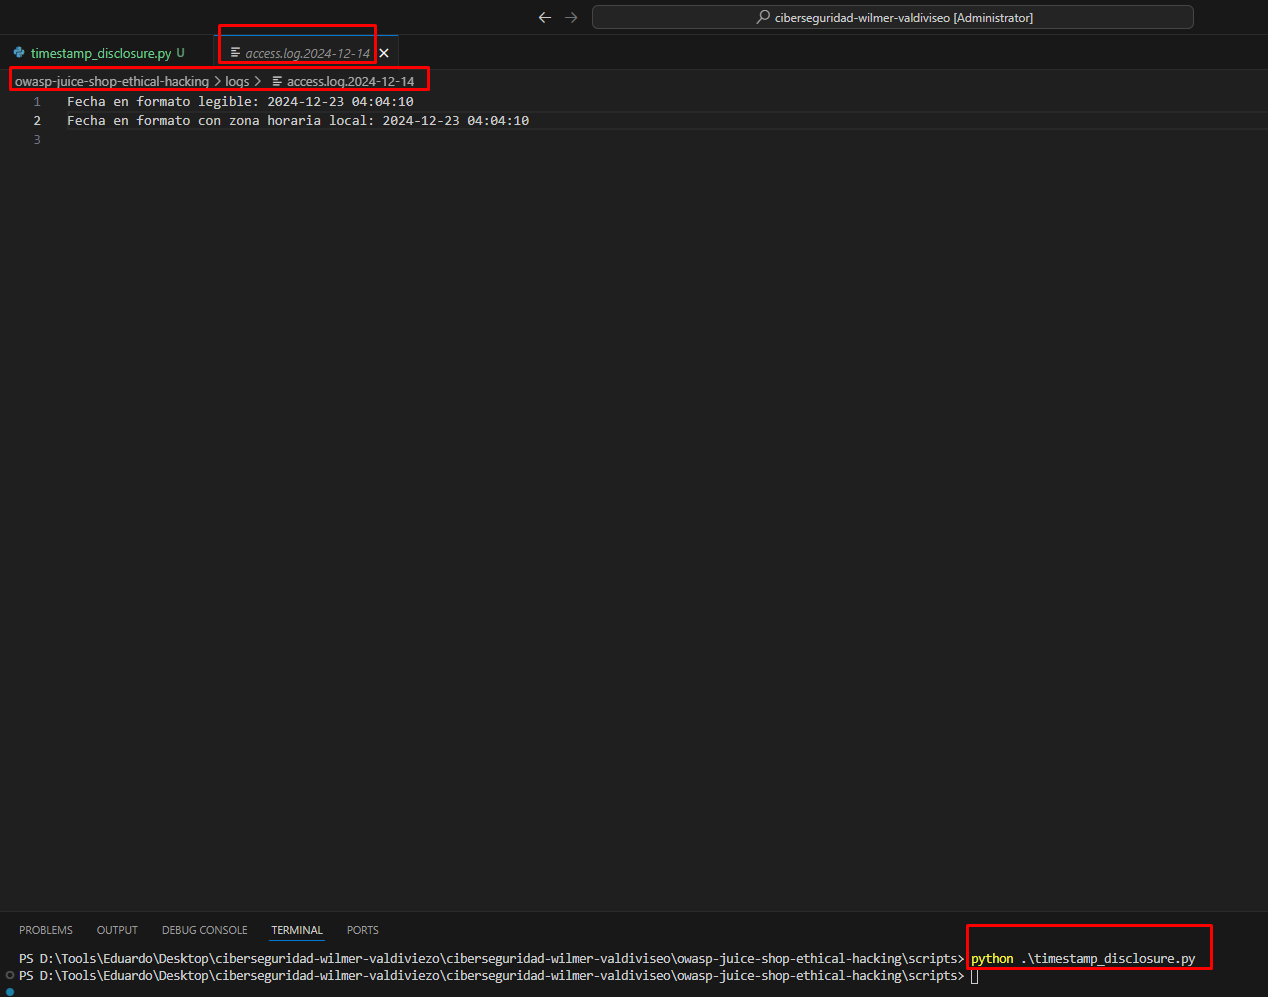 ciberseguridad-wilmer-valdiviseo [Administrator]
timestamp_disclosure.py U
access.log.2024-12-14
owasp-juice-shop-ethical-hacking > logs > access.log.2024-12-14
1 Fecha en formato legible: 2024-12-23 04:04:10
2 Fecha en formato con zona horaria local: 2024-12-23 04:04:10
3
PROBLEMS OUTPUT DEBUG CONSOLE TERMINAL PORTS
PS D:\Tools\Eduardo\Desktop\ciberseguridad-wilmer-valdiviezo\ciberseguridad-wilmer-valdiviseo\owasp-juice-shop-ethical-hacking\scripts> python .\timestamp_disclosure.py
PS D:\Tools\Eduardo\Desktop\ciberseguridad-wilmer-valdiviezo\ciberseguridad-wilmer-valdiviseo\owasp-juice-shop-ethical-hacking\scripts>